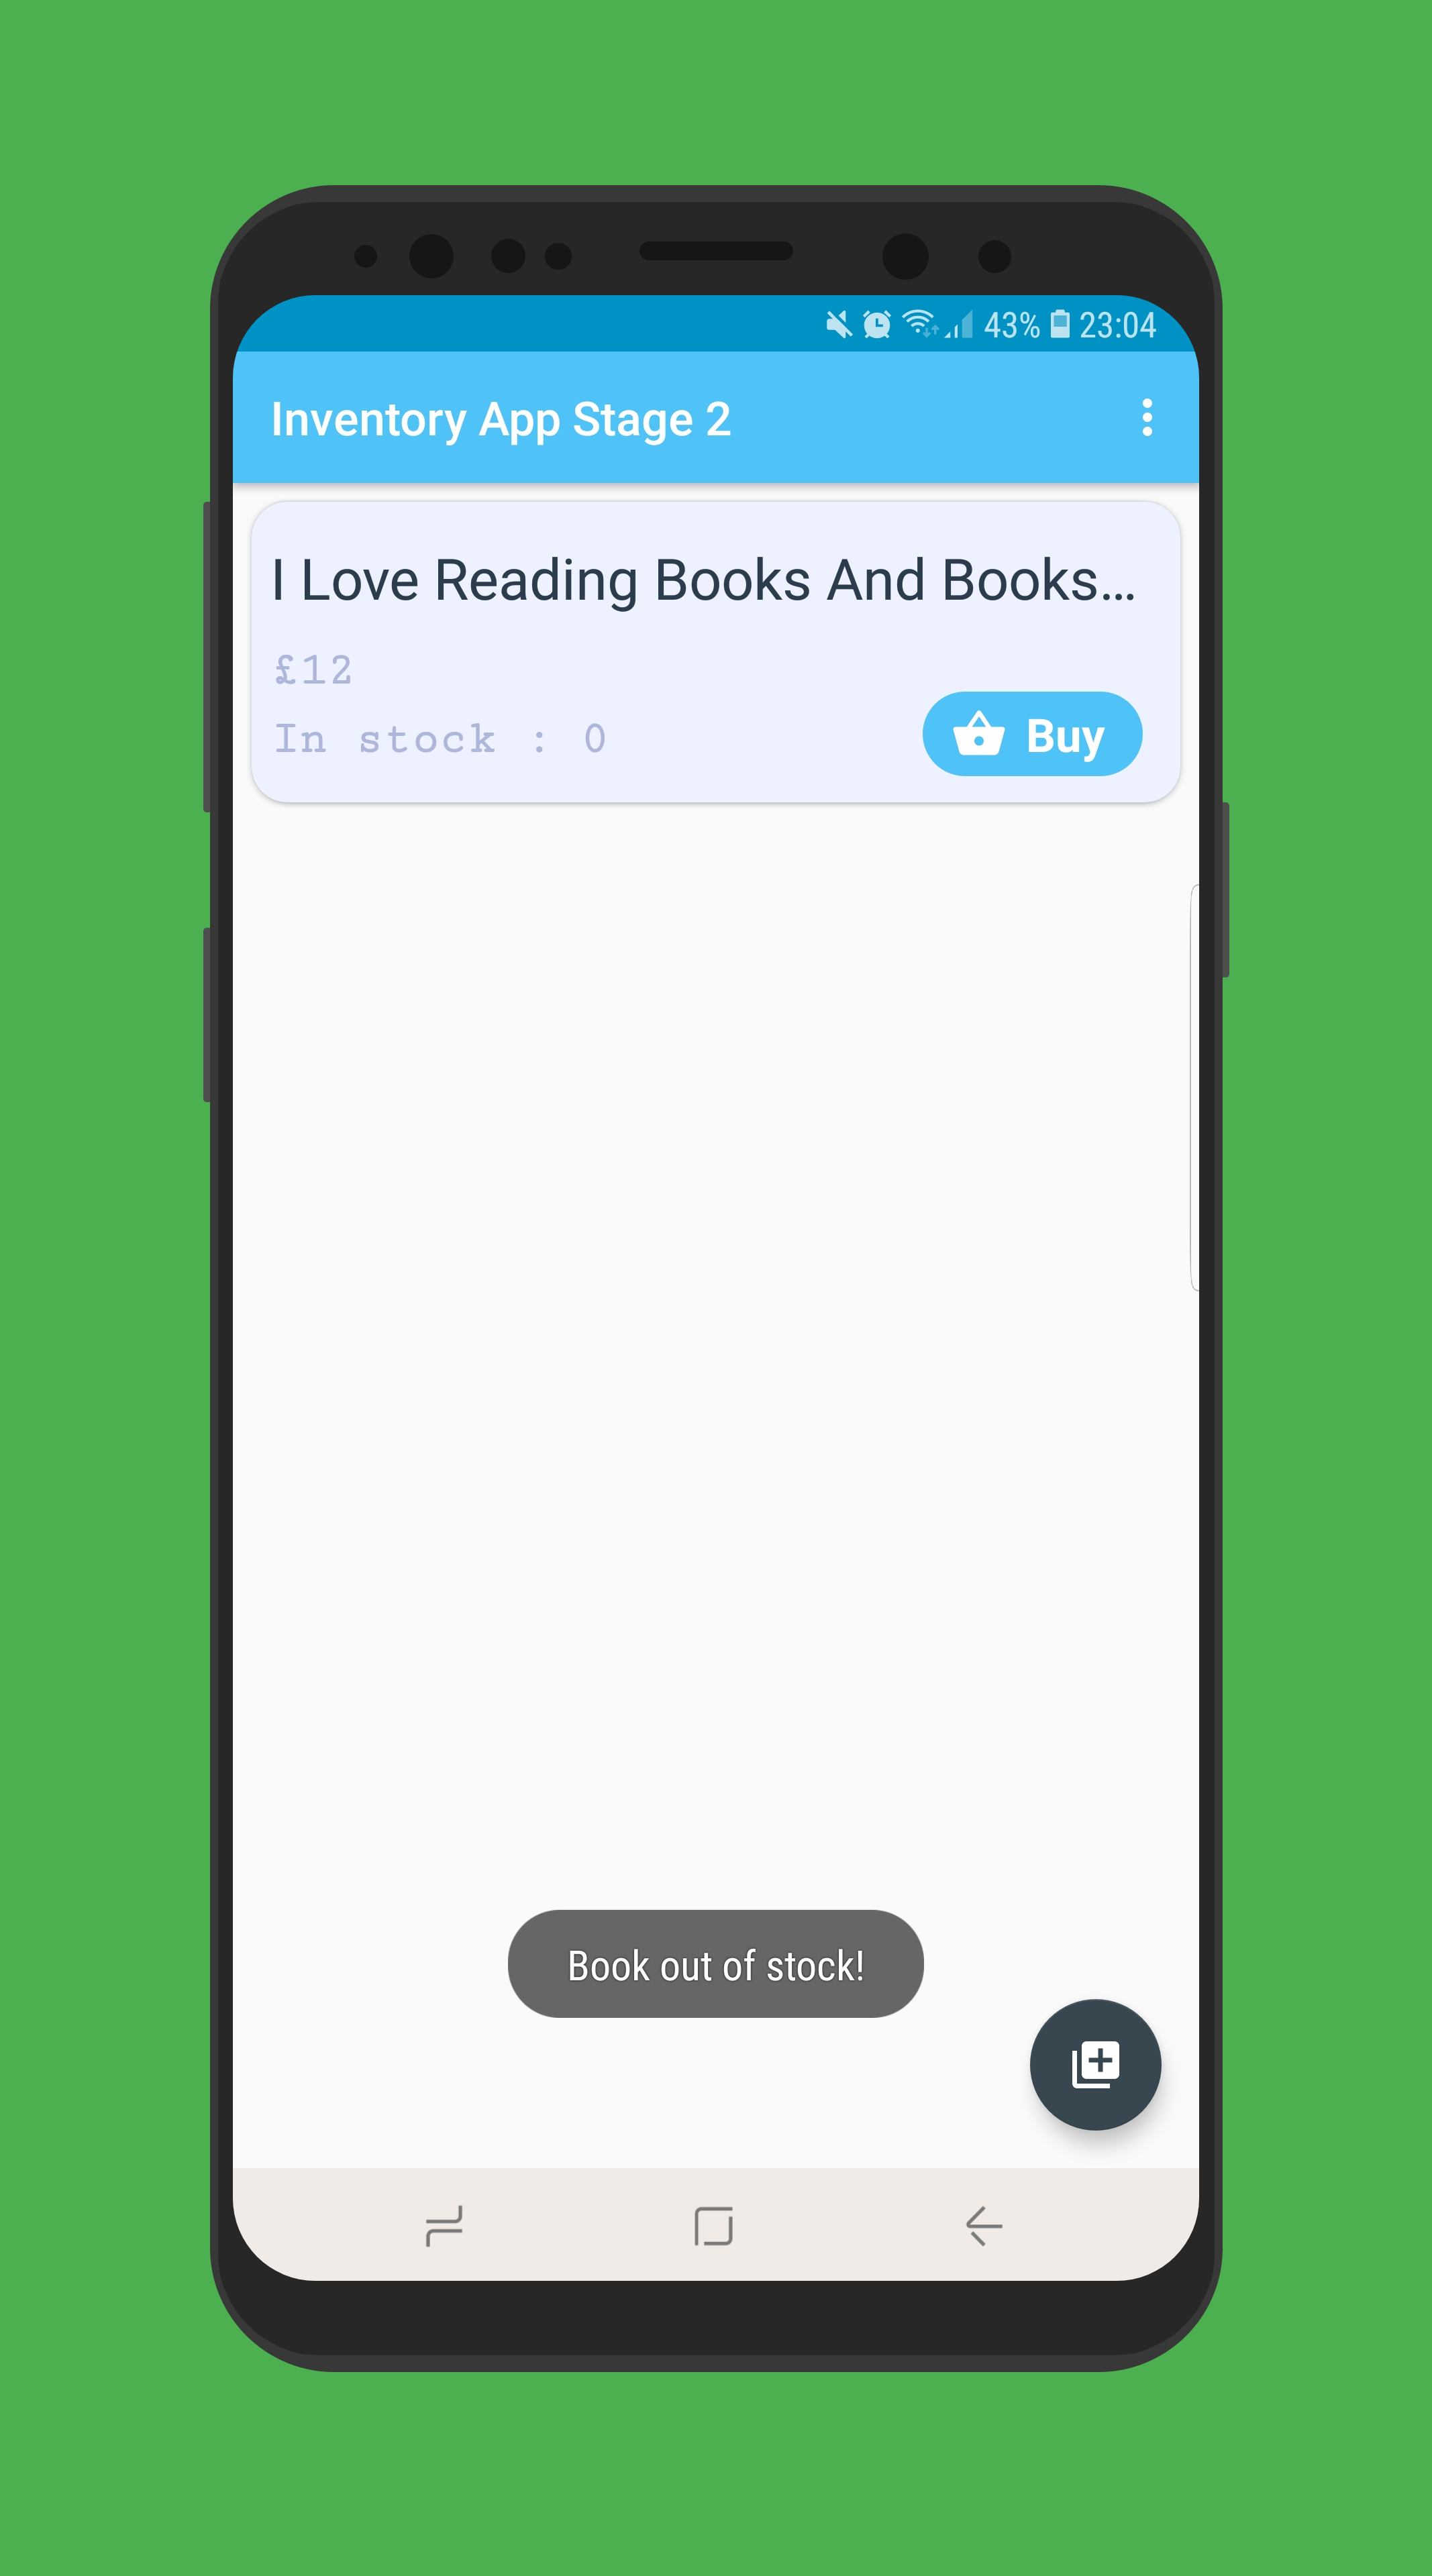 43% 23:04
Inventory App Stage 2
I Love Reading Books And Books...
£12
In stock : 0
Buy
Book out of stock!